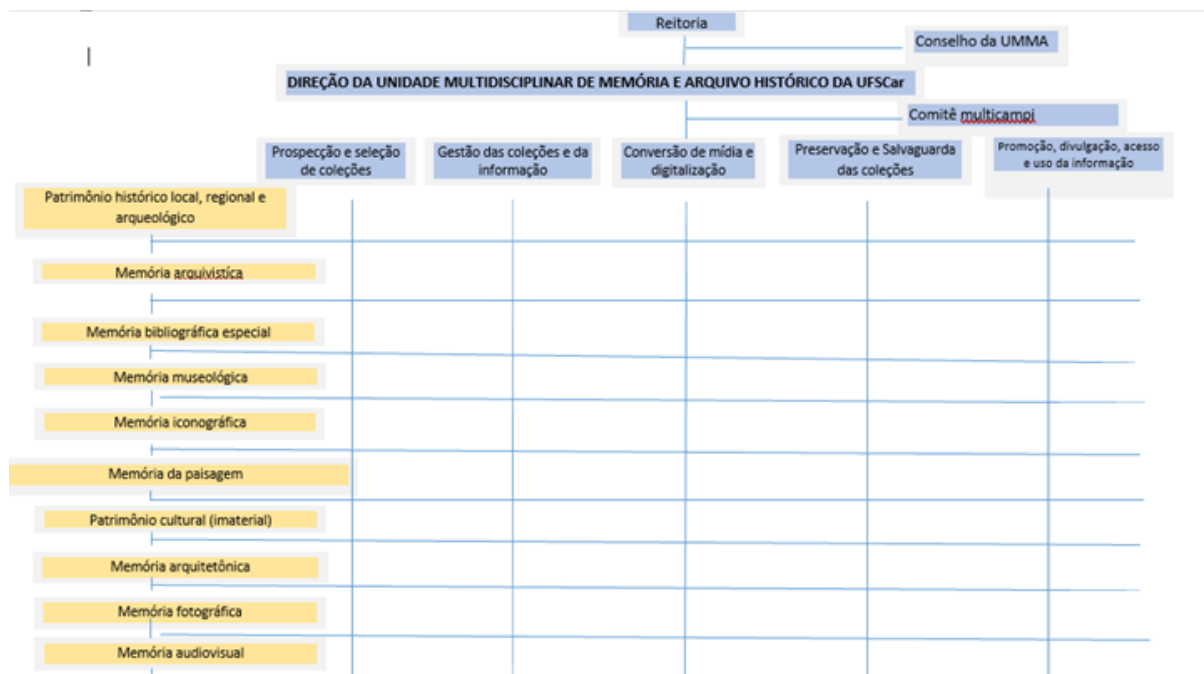 Reitoria
Conselho da UMMA
DIREÇÃO DA UNIDADE MULTIDISCIPLINAR DE MEMÓRIA E ARQUIVO HISTÓRICO DA UFSCar
Comitê multicampi
Prospecção e seleção
de coleções
Gestão das coleções e da
informação
Conversão de mídia e
digitalização
Preservação e Salvaguarda
das coleções
Promoção, divulgação, acesso
e uso da informação
Patrimônio histórico local, regional e
arqueológico
Memória arquivistíca
Memória bibliográfica especial
Memória museológica
Memória iconográfica
Memória da paisagem
Patrimônio cultural (imaterial)
Memória arquitetônica
Memória fotográfica
Memória audiovisual